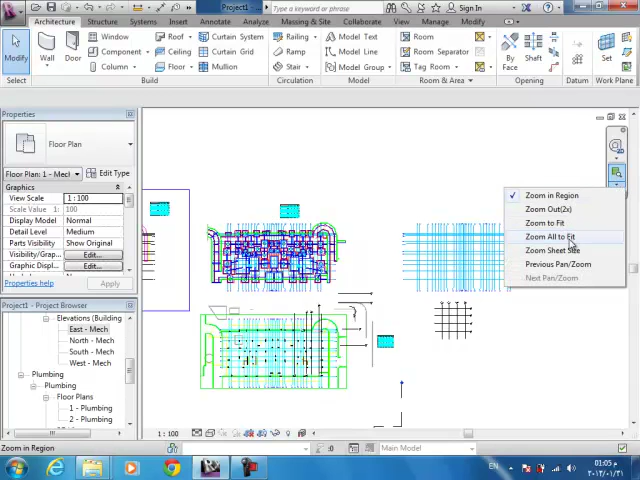 Project1 -
Type a keyword or phrase
Sign In
Architecture Structure Systems Insert Annotate Analyze Massing & Site Collaborate View Manage Modify
Modify
Wall
Door
Window
Component
Column
Roof
Ceiling
Floor
Curtain System
Curtain Grid
Mullion
Railing
Ramp
Stair
Model Text
Model Line
Model Group
Room
Room Separator
Tag Room
By Face
Shaft
Set
Select
Build
Circulation
Model
Room & Area
Opening
Datum
Work Plane
Properties
Floor Plan
Floor Plan: 1 - Mech
Edit Type
Graphics
View Scale 1 : 100
Scale Value 1: 100
Display Model Normal
Detail Level Medium
Parts Visibility Show Original
Visibility/Grap... Edit...
Graphic Displ... Edit...
Properties help
Apply
Project1 - Project Browser
Elevations (Building
East - Mech
North - Mech
South - Mech
West - Mech
Plumbing
Plumbing
Floor Plans
1 - Plumbing
2 - Plumbing
Zoom in Region
Zoom Out(2x)
Zoom to Fit
Zoom All to Fit
Zoom Sheet Size
Previous Pan/Zoom
Next Pan/Zoom
1 : 100
Zoom in Region
:0
Main Model
EN
01:05 م
٢٠١٢/٠١/٣١